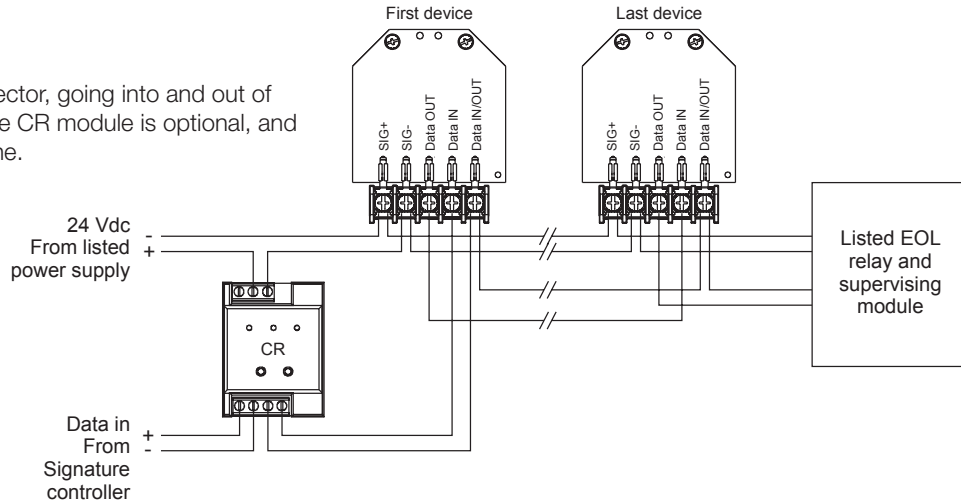 First device
Last device
ector, going into and out of
e CR module is optional, and
ne.
SIG+
SIG-
Data OUT
Data IN
Data IN/OUT
SIG+
SIG-
Data OUT
Data IN
Data IN/OUT
24 Vdc
From listed
power supply
-
+
CR
Listed EOL
relay and
supervising
module
Data in
From
Signature
controller
+
-